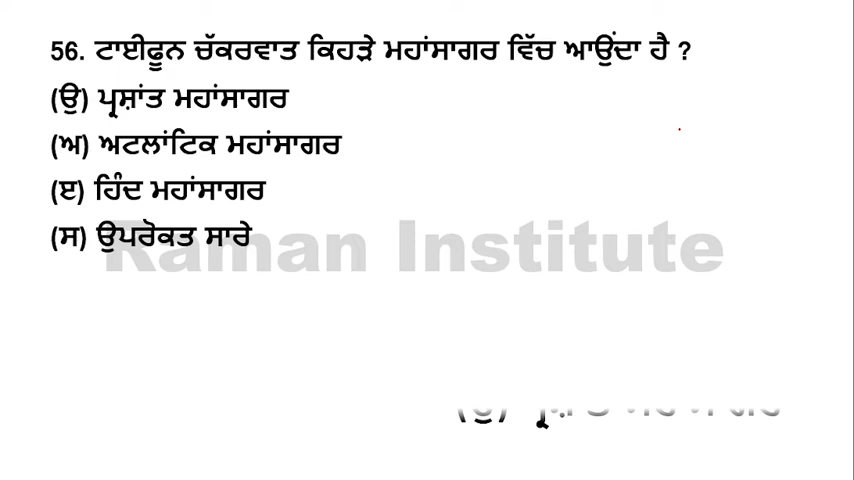 56. ਟਾਈਫੂਨ ਚੱਕਰਵਾਤ ਕਿਹੜੇ ਮਹਾਂਸਾਗਰ ਵਿੱਚ ਆਉਂਦਾ ਹੈ ?
(ਉ) ਪ੍ਰਸ਼ਾਂਤ ਮਹਾਂਸਾਗਰ
(ਅ) ਅਟਲਾਂਟਿਕ ਮਹਾਂਸਾਗਰ
(ੲ) ਹਿੰਦ ਮਹਾਂਸਾਗਰ
(ਸ) ਉਪਰੋਕਤ ਸਾਰੇ
Raman Institute